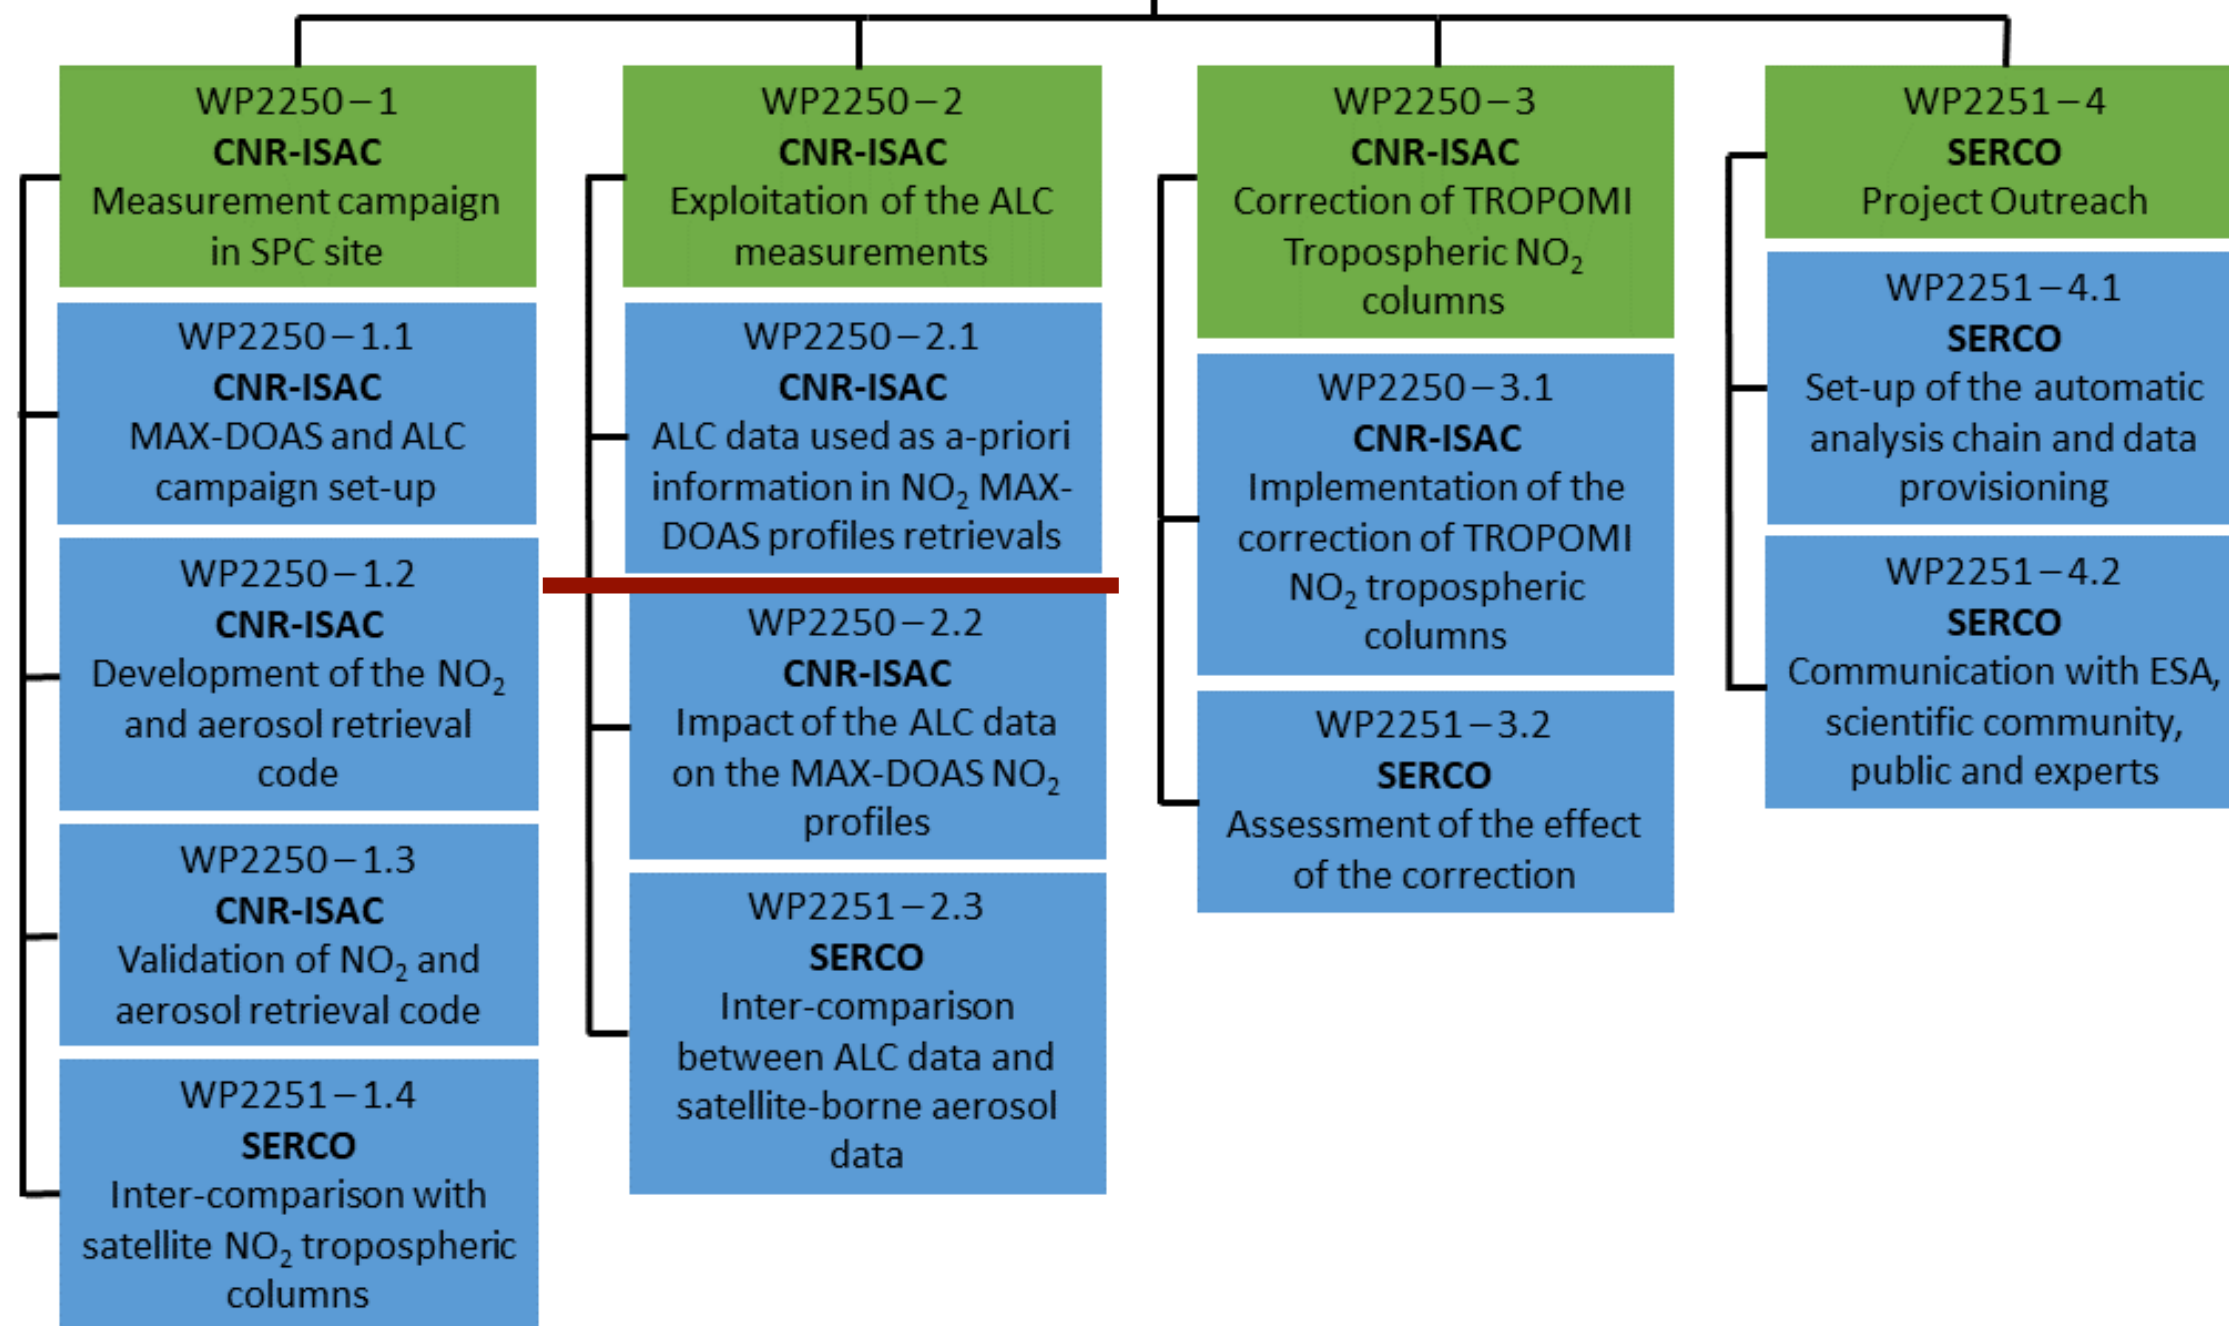 WP2250–1
CNR-ISAC
Measurement campaign
in SPC site
WP2250–1.1
CNR-ISAC
MAX-DOAS and ALC
campaign set-up
WP2250–1.2
CNR-ISAC
Development of the NO₂
and aerosol retrieval
code
WP2250–1.3
CNR-ISAC
Validation of NO₂ and
aerosol retrieval code
WP2251–1.4
SERCO
Inter-comparison with
satellite NO₂ tropospheric
columns
WP2250–2
CNR-ISAC
Exploitation of the ALC
measurements
WP2250–2.1
CNR-ISAC
ALC data used as a-priori
information in NO₂ MAX-
DOAS profiles retrievals
WP2250–2.2
CNR-ISAC
Impact of the ALC data
on the MAX-DOAS NO₂
profiles
WP2251–2.3
SERCO
Inter-comparison
between ALC data and
satellite-borne aerosol
data
WP2250–3
CNR-ISAC
Correction of TROPOMI
Tropospheric NO₂
columns
WP2250–3.1
CNR-ISAC
Implementation of the
correction of TROPOMI
NO₂ tropospheric
columns
WP2251–3.2
SERCO
Assessment of the effect
of the correction
WP2251–4
SERCO
Project Outreach
WP2251–4.1
SERCO
Set-up of the automatic
analysis chain and data
provisioning
WP2251–4.2
SERCO
Communication with ESA,
scientific community,
public and experts